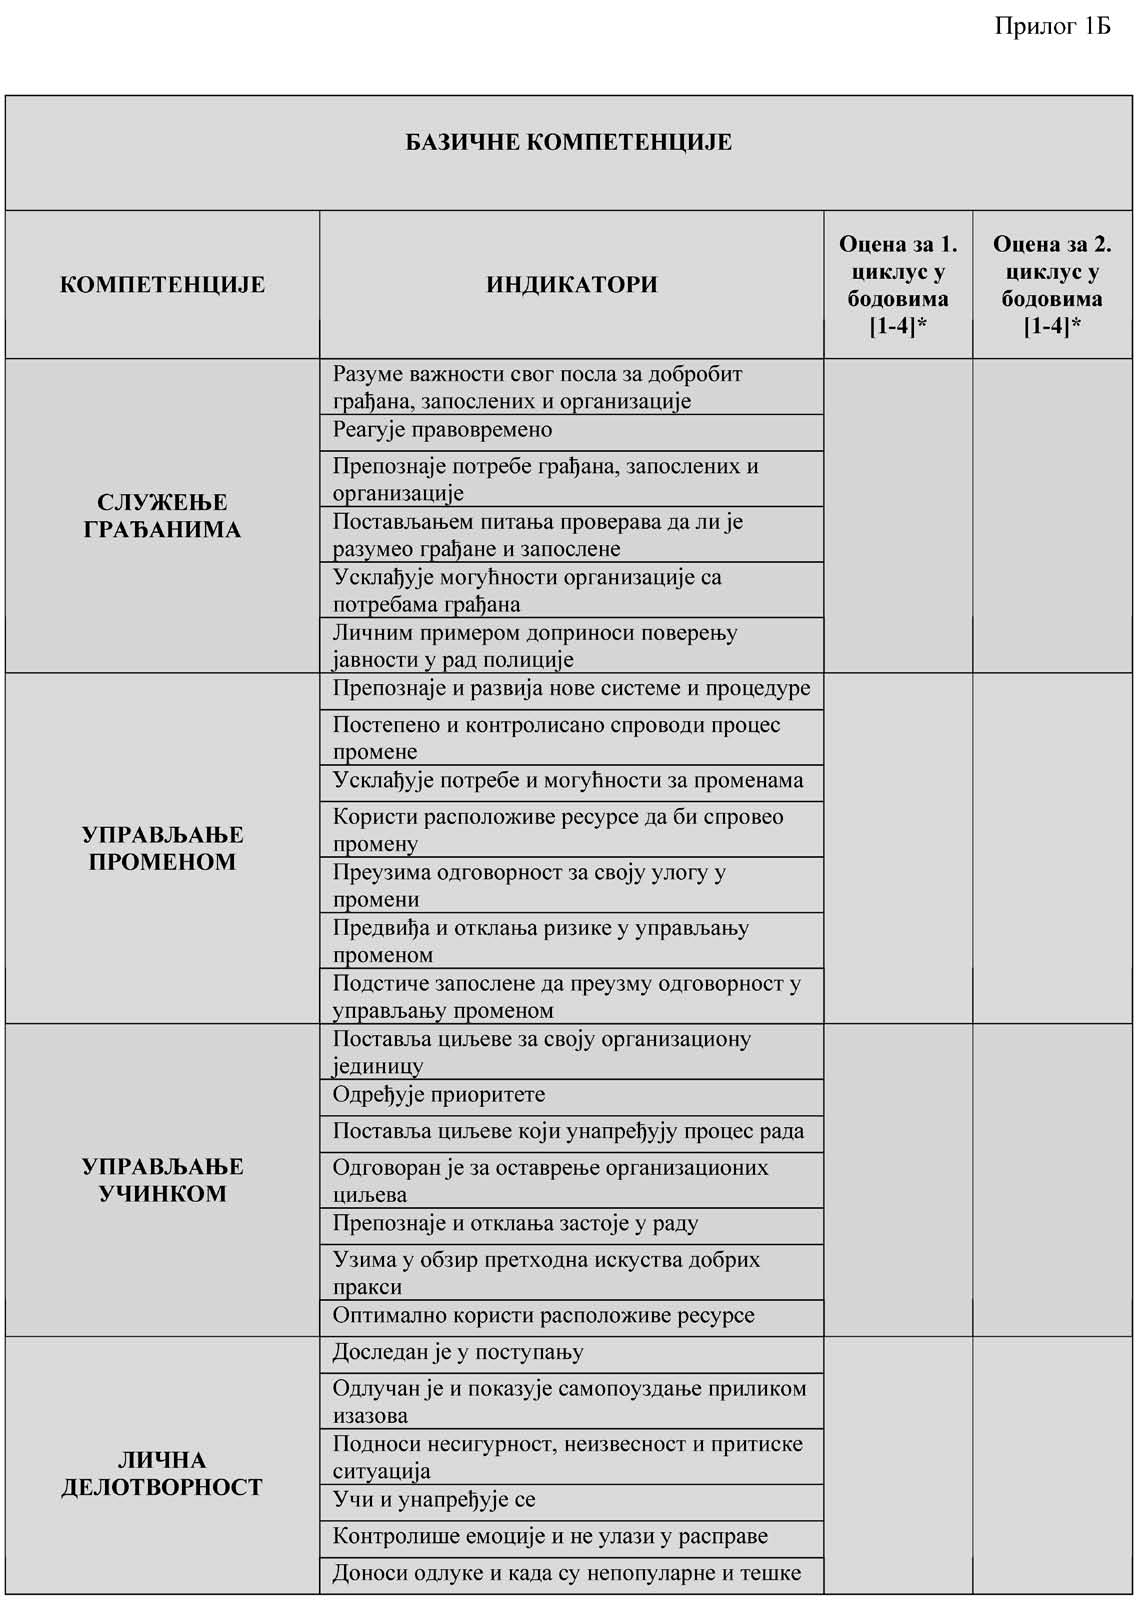 Прилог 1Б
БАЗИЧНЕ КОМПЕТЕНЦИЈЕ
КОМПЕТЕНЦИЈЕ
ИНДИКАТОРИ
Оцена за 1.
циклус у
бодовима
[1-4]*
Оцена за 2.
циклус у
бодовима
[1-4]*
СЛУЖЕЊЕ
ГРАЂАНИМА
Разуме важности свог посла за добробит
грађана, запослених и организације
Реагује правовремено
Препознаје потребе грађана, запослених и
организације
Постављањем питања проверава да ли је
разумео грађане и запослене
Усклађује могућности организације са
потребама грађана
Личним примером доприноси поверењу
јавности у рад полиције
УПРАВЉАЊЕ
ПРОМЕНОМ
Препознаје и развија нове системе и процедуре
Постепено и контролисано спроводи процес
промене
Усклађује потребе и могућности за променама
Користи расположиве ресурсе да би спровео
промену
Преузима одговорност за своју улогу у
промени
Предвиђа и отклања ризике у управљању
променом
Подстиче запослене да преузму одговорност у
управљању променом
УПРАВЉАЊЕ
УЧИНКОМ
Поставља циљеве за своју организациону
јединицу
Одређује приоритете
Поставља циљеве који унапређују процес рада
Одговоран је за оставрење организационих
циљева
Препознаје и отклања застоје у раду
Узима у обзир претходна искуства добрих
пракси
Оптимално користи расположиве ресурсе
ЛИЧНА
ДЕЛОТВОРНОСТ
Доследан је у поступању
Одлучан је и показује самопоуздање приликом
изазова
Подноси несигурност, неизвесност и притиске
ситуација
Учи и унапређује се
Контролише емоције и не улази у расправе
Доноси одлуке и када су непопуларне и тешке